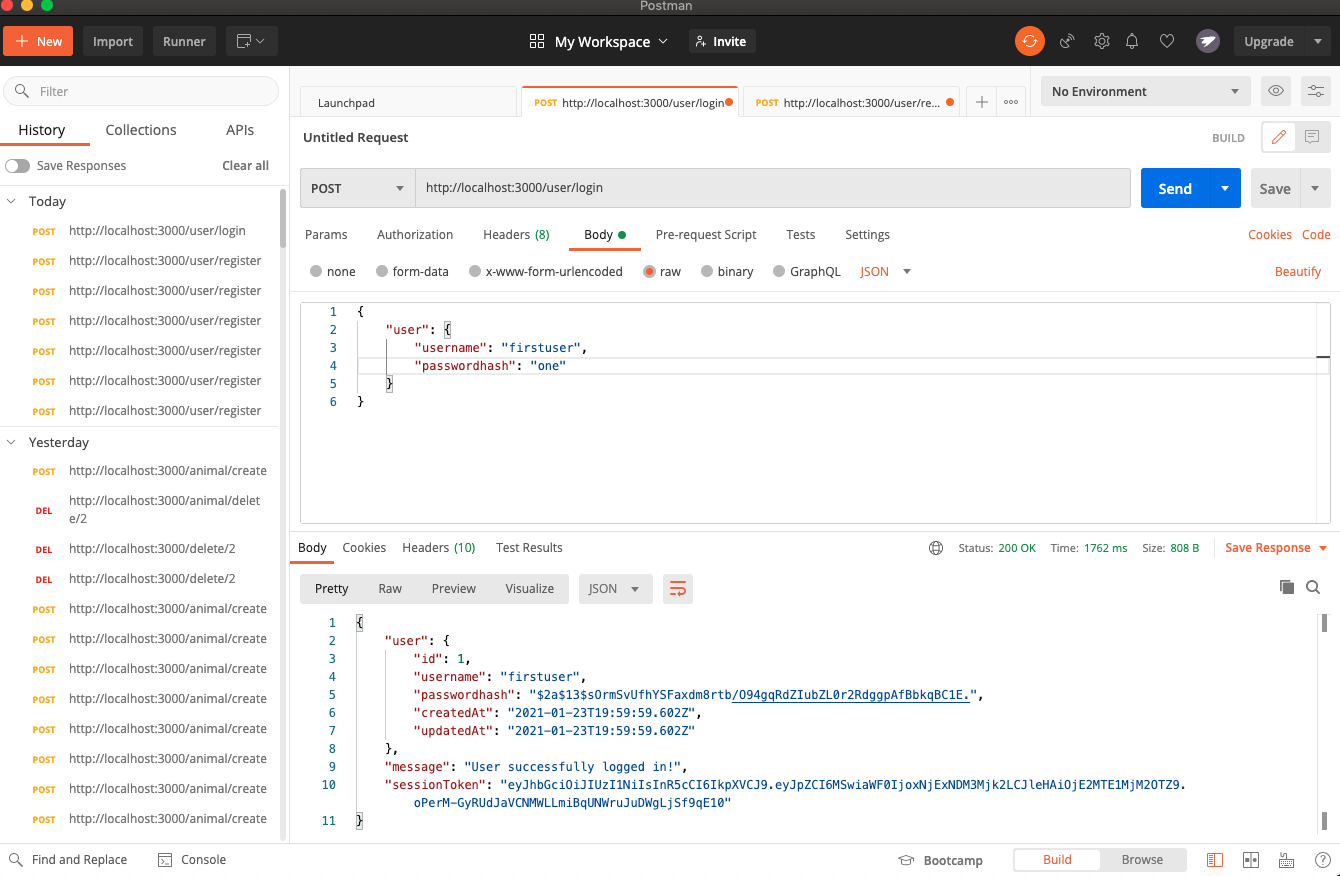 Postman
New
Import
Runner
My Workspace
Invite
Upgrade
Filter
History
Collections
APIs
Save Responses
Clear all
Today
POST http://localhost:3000/user/login
POST http://localhost:3000/user/register
POST http://localhost:3000/user/register
POST http://localhost:3000/user/register
POST http://localhost:3000/user/register
POST http://localhost:3000/user/register
POST http://localhost:3000/user/register
Yesterday
POST http://localhost:3000/animal/create
DEL http://localhost:3000/animal/delet
e/2
DEL http://localhost:3000/delete/2
DEL http://localhost:3000/delete/2
POST http://localhost:3000/animal/create
POST http://localhost:3000/animal/create
POST http://localhost:3000/animal/create
POST http://localhost:3000/animal/create
POST http://localhost:3000/animal/create
POST http://localhost:3000/animal/create
POST http://localhost:3000/animal/create
POST http://localhost:3000/animal/create
Launchpad
POST http://localhost:3000/user/login
POST http://localhost:3000/user/re...
No Environment
Untitled Request
BUILD
POST
http://localhost:3000/user/login
Send
Save
Params
Authorization
Headers (8)
Body
Pre-request Script
Tests
Settings
Cookies
Code
none
form-data
x-www-form-urlencoded
raw
binary
GraphQL
JSON
Beautify
1 {
2 "user": {
3 "username": "firstuser",
4 "passwordhash": "one"
5 }
6 }
Body
Cookies
Headers (10)
Test Results
Status: 200 OK
Time: 1762 ms
Size: 808 B
Save Response
Pretty
Raw
Preview
Visualize
JSON
1 {
2 "user": {
3 "id": 1,
4 "username": "firstuser",
5 "passwordhash": "$2a$13$sOrmSvUfhYSFaxdm8rtb/O94gqRdZIubZL0r2RdggpAfBbkqBC1E.",
6 "createdAt": "2021-01-23T19:59:59.602Z",
7 "updatedAt": "2021-01-23T19:59:59.602Z"
8 },
9 "message": "User successfully logged in!",
10 "sessionToken": "eyJhbGciOiJIUzI1NiIsInR5cCI6IkpXVCJ9.eyJpZCI6MSwiaWF0IjoxNjExNDM3Mjk2LCJleHAiOjE2MTE1MjM2OTZ9.
oPerM-GyRUdJaVCNMWLLmiBqUNWruJuDWgLjSf9qE10"
11 }
Find and Replace
Console
Bootcamp
Build
Browse